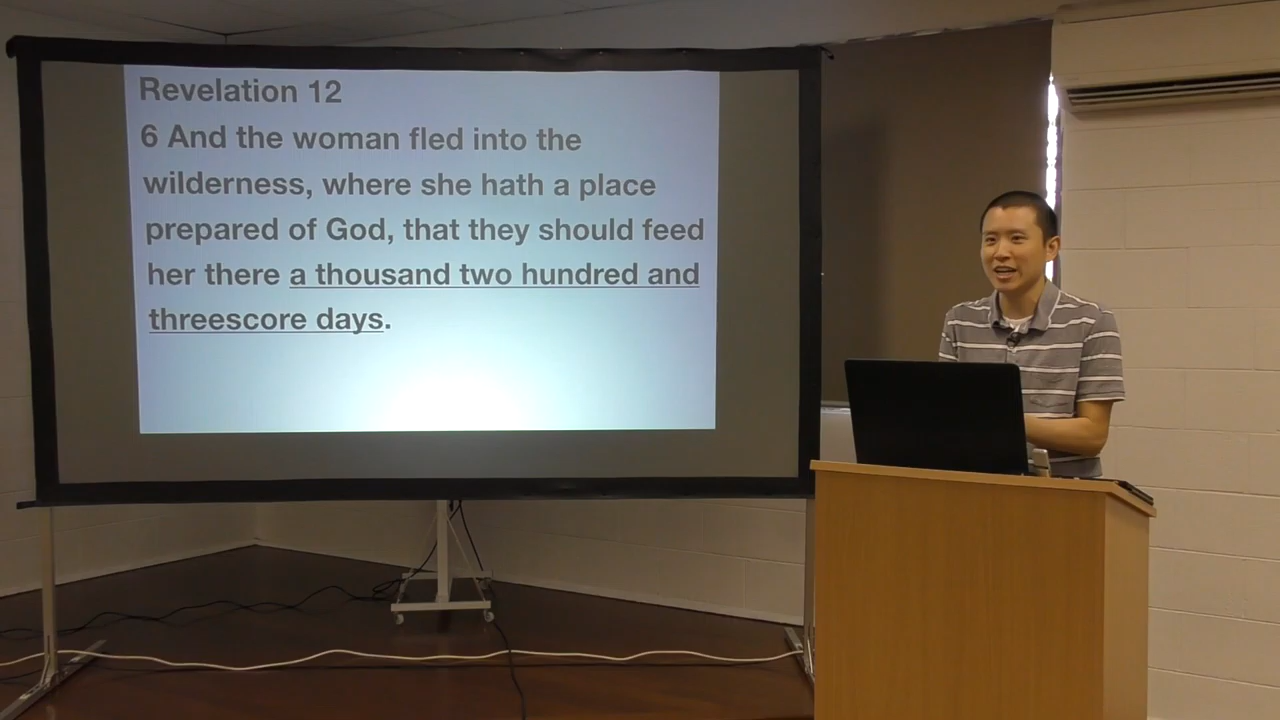 Revelation 12
6 And the woman fled into the
wilderness, where she hath a place
prepared of God, that they should feed
her there a thousand two hundred and
threescore days.